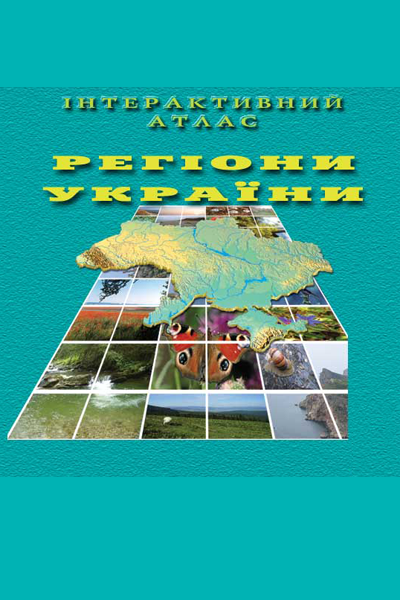 ІНТЕРАКТИВНИЙ
АТЛАС
РЕГІОНИ
УКРАЇНИ